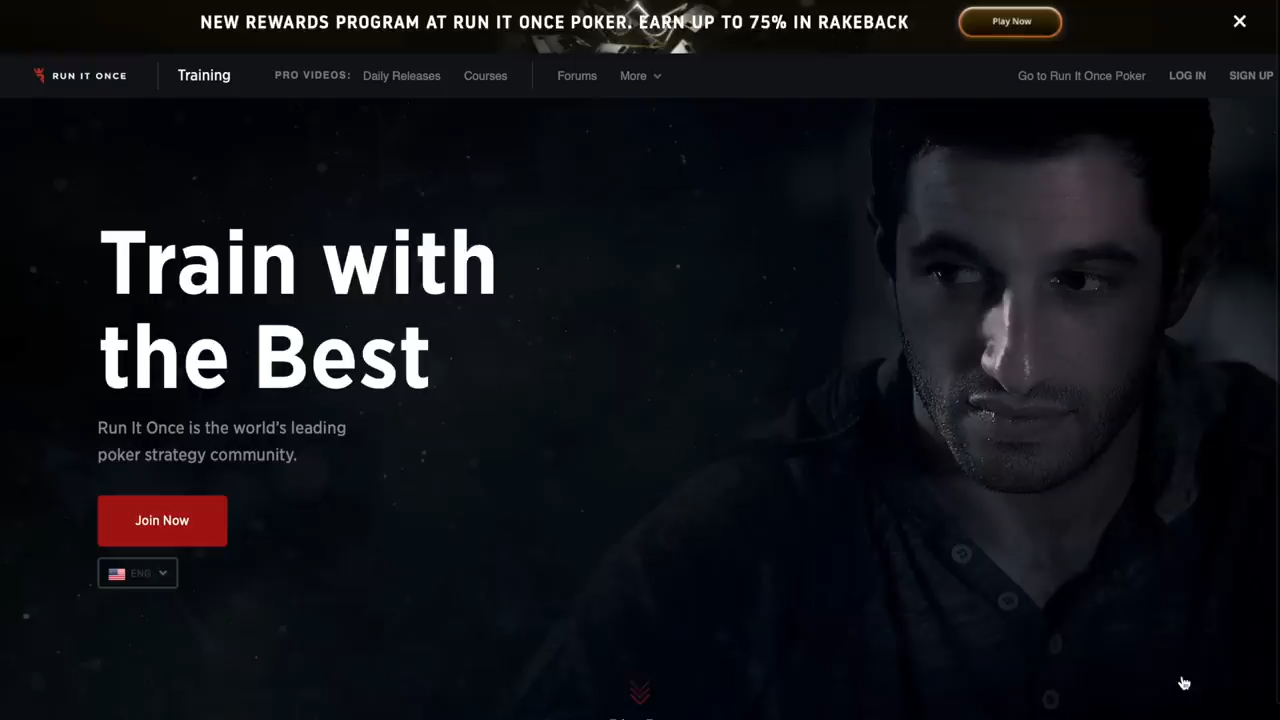 NEW REWARDS PROGRAM AT RUN IT ONCE POKER. EARN UP TO 75% IN RAKEBACK
Play Now
RUN IT ONCE
Training
PRO VIDEOS:
Daily Releases
Courses
Forums
More
Go to Run It Once Poker
LOG IN
SIGN UP
Train with
the Best
Run It Once is the world's leading
poker strategy community.
Join Now
ENG